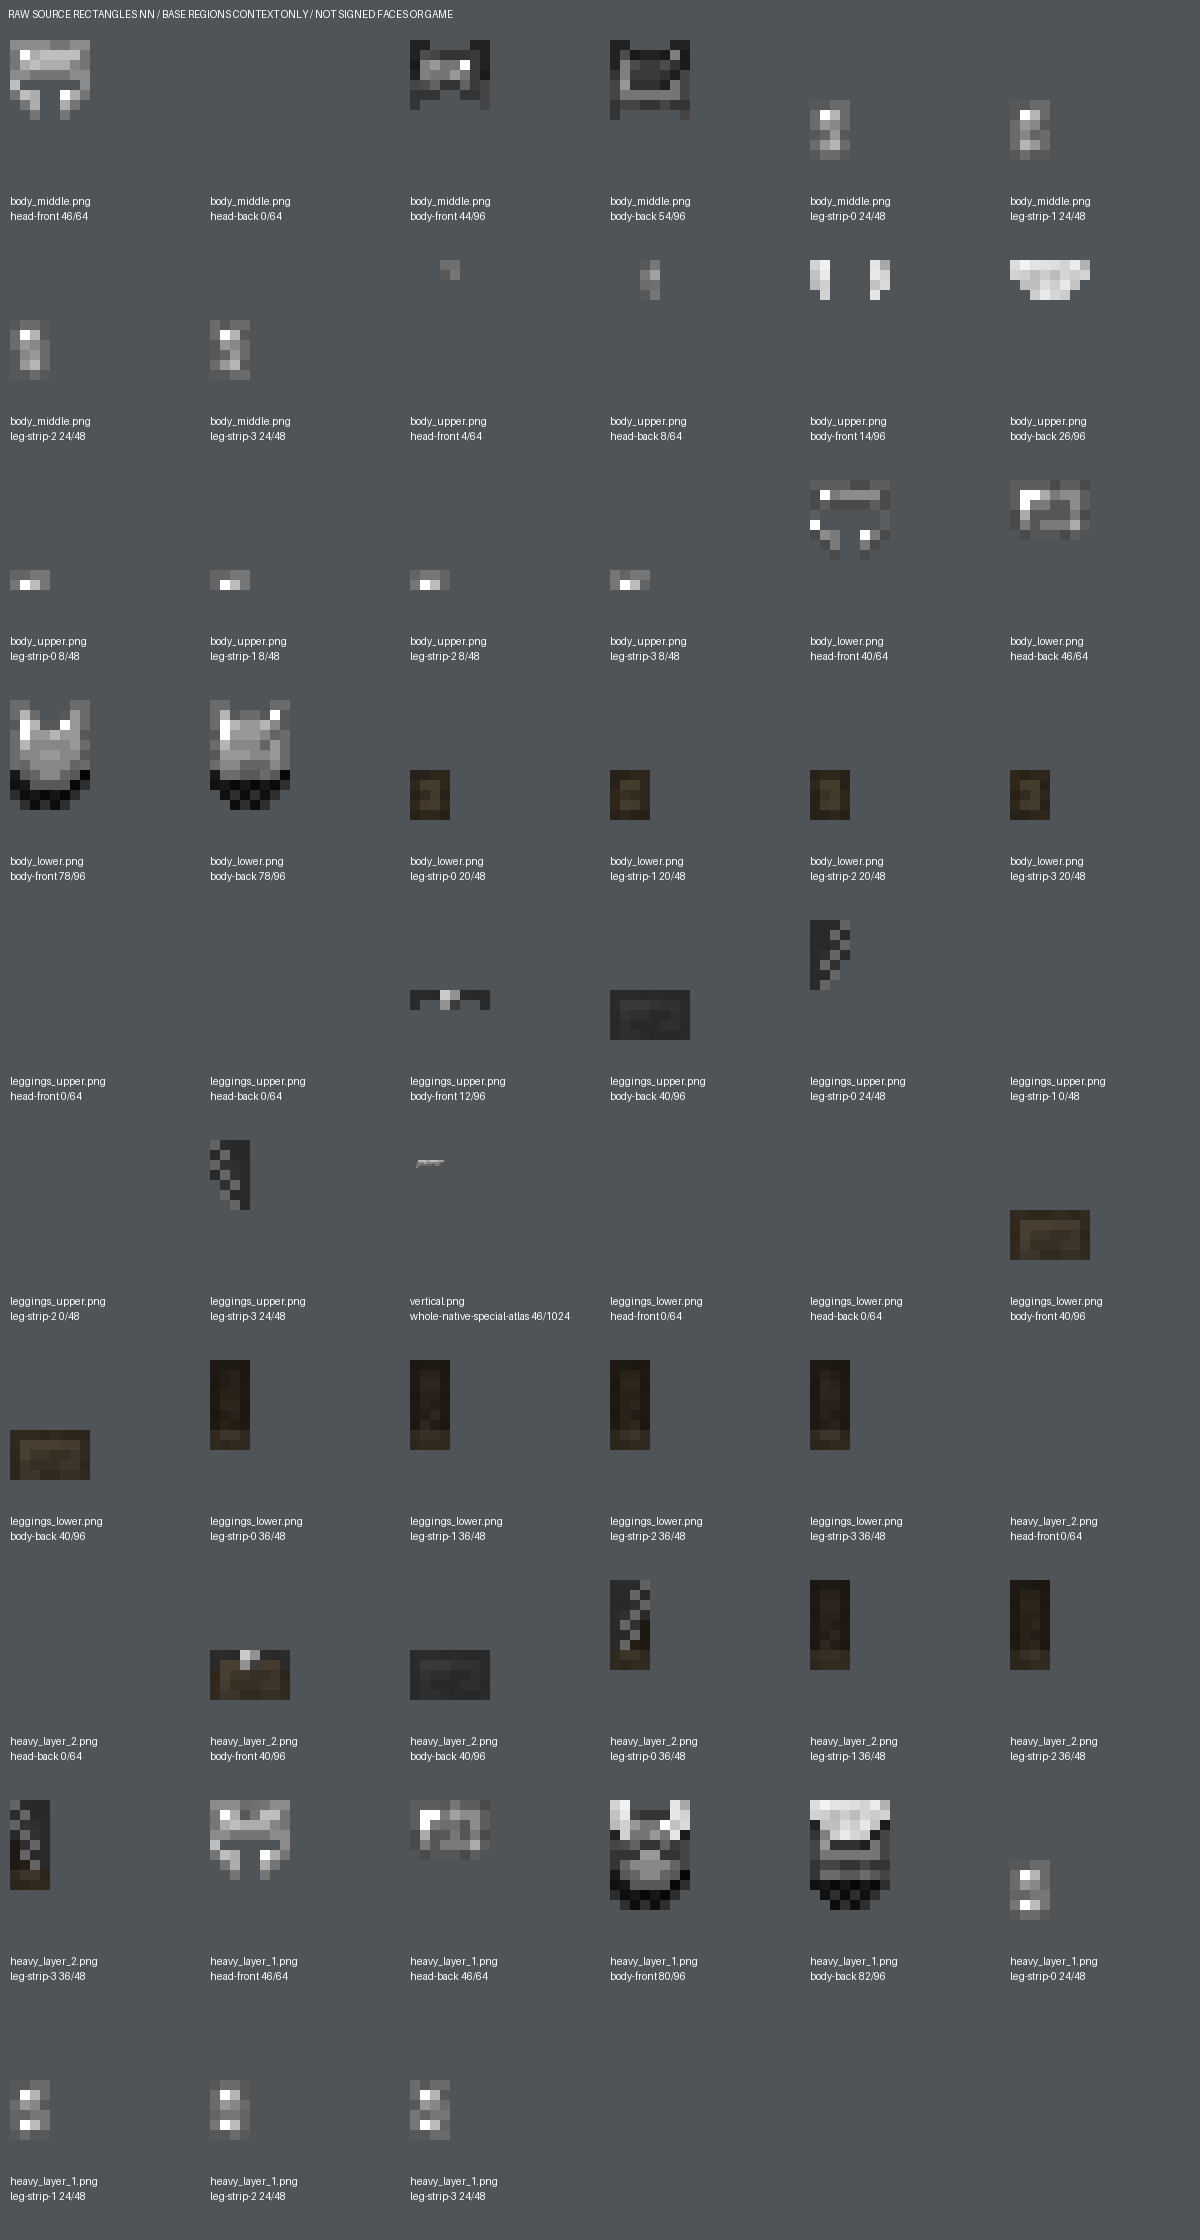 RAW SOURCE RECTANGLES NN / BASE REGIONS CONTEXT ONLY / NOT SIGNED FACES OR GAME
body_middle.png
head-front 46/64
body_middle.png
head-back 0/64
body_middle.png
body-front 44/96
body_middle.png
body-back 54/96
body_middle.png
leg-strip-0 24/48
body_middle.png
leg-strip-1 24/48
body_middle.png
leg-strip-2 24/48
body_middle.png
leg-strip-3 24/48
body_upper.png
head-front 4/64
body_upper.png
head-back 8/64
body_upper.png
body-front 14/96
body_upper.png
body-back 26/96
body_upper.png
leg-strip-0 8/48
body_upper.png
leg-strip-1 8/48
body_upper.png
leg-strip-2 8/48
body_upper.png
leg-strip-3 8/48
body_lower.png
head-front 40/64
body_lower.png
head-back 46/64
body_lower.png
body-front 78/96
body_lower.png
body-back 78/96
body_lower.png
leg-strip-0 20/48
body_lower.png
leg-strip-1 20/48
body_lower.png
leg-strip-2 20/48
body_lower.png
leg-strip-3 20/48
leggings_upper.png
head-front 0/64
leggings_upper.png
head-back 0/64
leggings_upper.png
body-front 12/96
leggings_upper.png
body-back 40/96
leggings_upper.png
leg-strip-0 24/48
leggings_upper.png
leg-strip-1 0/48
leggings_upper.png
leg-strip-2 0/48
leggings_upper.png
leg-strip-3 24/48
vertical.png
whole-native-special-atlas 46/1024
leggings_lower.png
head-front 0/64
leggings_lower.png
head-back 0/64
leggings_lower.png
body-front 40/96
leggings_lower.png
body-back 40/96
leggings_lower.png
leg-strip-0 36/48
leggings_lower.png
leg-strip-1 36/48
leggings_lower.png
leg-strip-2 36/48
leggings_lower.png
leg-strip-3 36/48
heavy_layer_2.png
head-front 0/64
heavy_layer_2.png
head-back 0/64
heavy_layer_2.png
body-front 40/96
heavy_layer_2.png
body-back 40/96
heavy_layer_2.png
leg-strip-0 36/48
heavy_layer_2.png
leg-strip-1 36/48
heavy_layer_2.png
leg-strip-2 36/48
heavy_layer_2.png
leg-strip-3 36/48
heavy_layer_1.png
head-front 46/64
heavy_layer_1.png
head-back 46/64
heavy_layer_1.png
body-front 80/96
heavy_layer_1.png
body-back 82/96
heavy_layer_1.png
leg-strip-0 24/48
heavy_layer_1.png
leg-strip-1 24/48
heavy_layer_1.png
leg-strip-2 24/48
heavy_layer_1.png
leg-strip-3 24/48